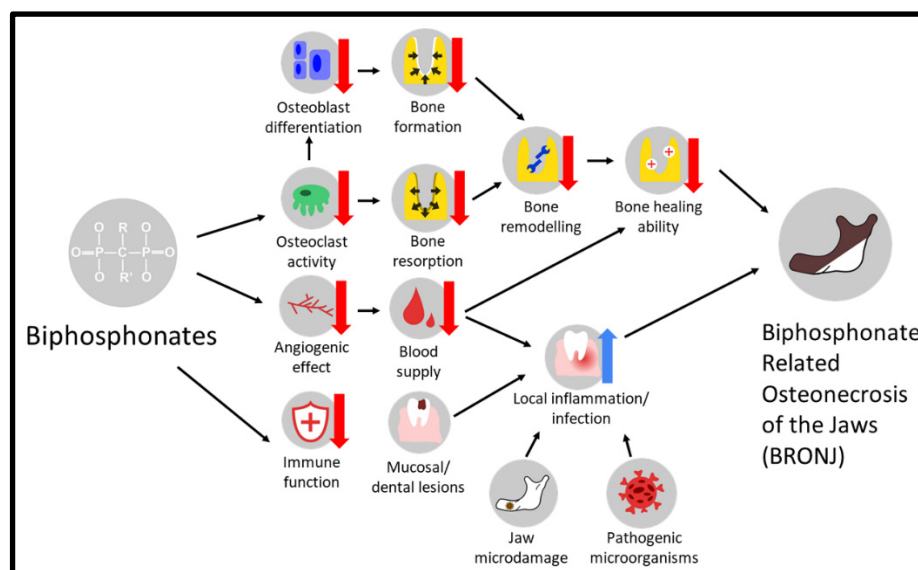 Osteoblast
differentiation
Bone
formation
O R O
O=P-C-P=O
O R' O
Biphosphonates
Osteoclast
activity
Bone
resorption
Bone
remodelling
Bone healing
ability
Angiogenic
effect
Blood
supply
Local inflammation/
infection
Biphosphonate
Related
Osteonecrosis
of the Jaws
(BRONJ)
Immune
function
Mucosal/
dental lesions
Jaw
microdamage
Pathogenic
microorganisms